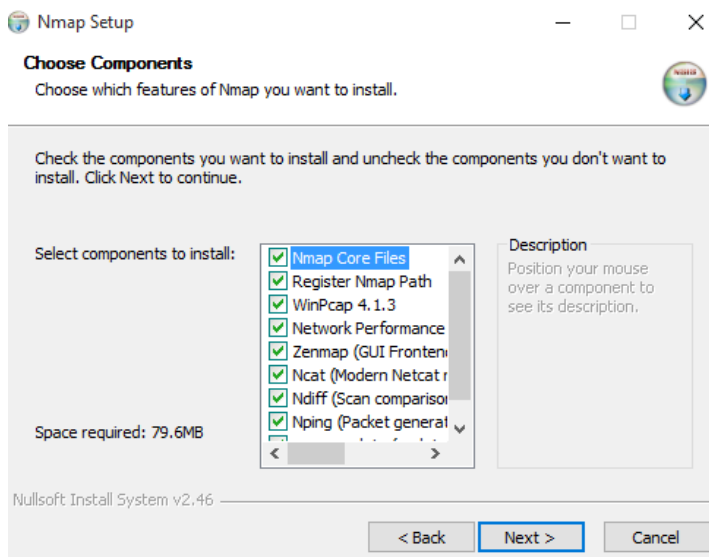 Nmap Setup
Choose Components
Choose which features of Nmap you want to install.
Check the components you want to install and uncheck the components you don't want to
install. Click Next to continue.
Select components to install:
Nmap Core Files
Register Nmap Path
WinPcap 4.1.3
Network Performance
Zenmap (GUI Fronten
Ncat (Modern Netcat r
Ndiff (Scan comparisor
Nping (Packet generat
Description
Position your mouse
over a component to
see its description.
Space required: 79.6MB
Nullsoft Install System v2.46
< Back
Next >
Cancel